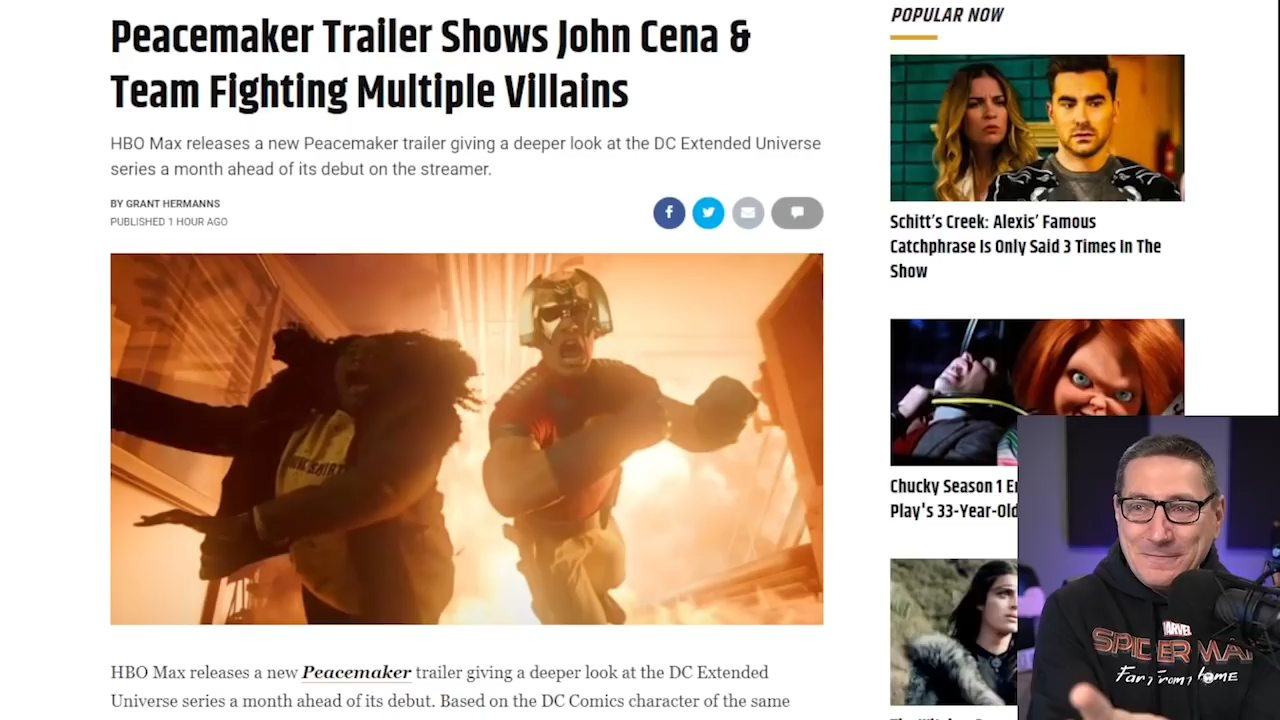 Peacemaker Trailer Shows John Cena &
Team Fighting Multiple Villains
HBO Max releases a new Peacemaker trailer giving a deeper look at the DC Extended Universe
series a month ahead of its debut on the streamer.
BY GRANT HERMANNS
PUBLISHED 1 HOUR AGO
HBO Max releases a new Peacemaker trailer giving a deeper look at the DC Extended
Universe series a month ahead of its debut. Based on the DC Comics character of the same
POPULAR NOW
Schitt’s Creek: Alexis’ Famous
Catchphrase Is Only Said 3 Times In The
Show
Chucky Season 1
Play's 33-Year-Old
MARVEL
SPIDER MAN
Far From Home